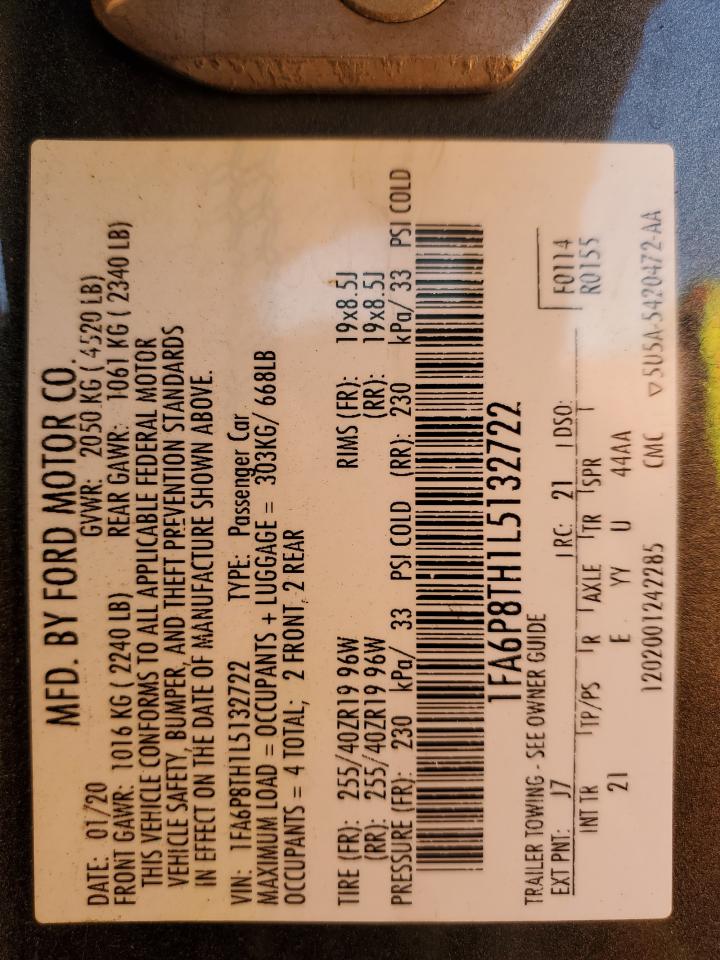 MFD. BY FORD MOTOR CO.
DATE: 01/20 GVWR: 2050 KG ( 4520 LB)
FRONT GAWR: 1016 KG ( 2240 LB) REAR GAWR: 1061 KG ( 2340 LB)
THIS VEHICLE CONFORMS TO ALL APPLICABLE FEDERAL MOTOR
VEHICLE SAFETY, BUMPER, AND THEFT PREVENTION STANDARDS
IN EFFECT ON THE DATE OF MANUFACTURE SHOWN ABOVE.
VIN: 1FA6P8TH1L5132722 TYPE: Passenger Car
MAXIMUM LOAD = OCCUPANTS + LUGGAGE = 303KG/ 668LB
OCCUPANTS = 4 TOTAL; 2 FRONT, 2 REAR
TIRE (FR): 255/40ZR19 96W RIMS (FR): 19x8.5J
(RR): 255/40ZR19 96W (RR): 19x8.5J
PRESSURE (FR): 230 kPa/ 33 PSI COLD (RR): 230 kPa/ 33 PSI COLD
1FA6P8TH1L5132722
TRAILER TOWING - SEE OWNER GUIDE F0114
EXT PNT: J7 RC: 21 DSO: R0155
INT TR TP/PS R AXLE TR SPR
21 E YY U 44AA
1202001242285 CNC ▽5U5A-5420472-AA